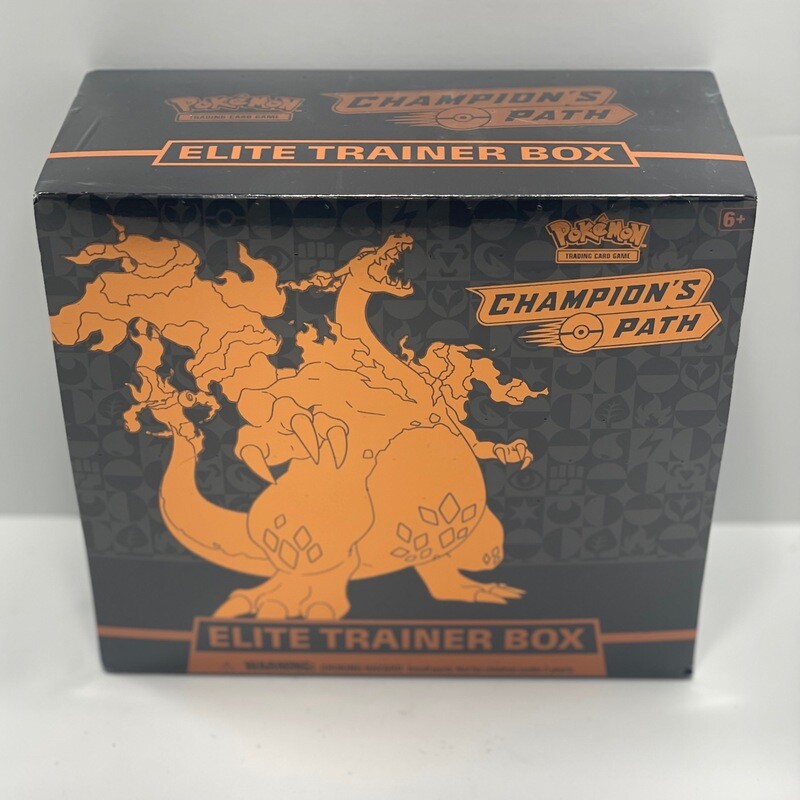 POKéMON
TRADING CARD GAME
CHAMPION'S
PATH
ELITE TRAINER BOX
6+
POKéMON
TRADING CARD GAME
CHAMPION'S
PATH
ELITE TRAINER BOX
WARNING: